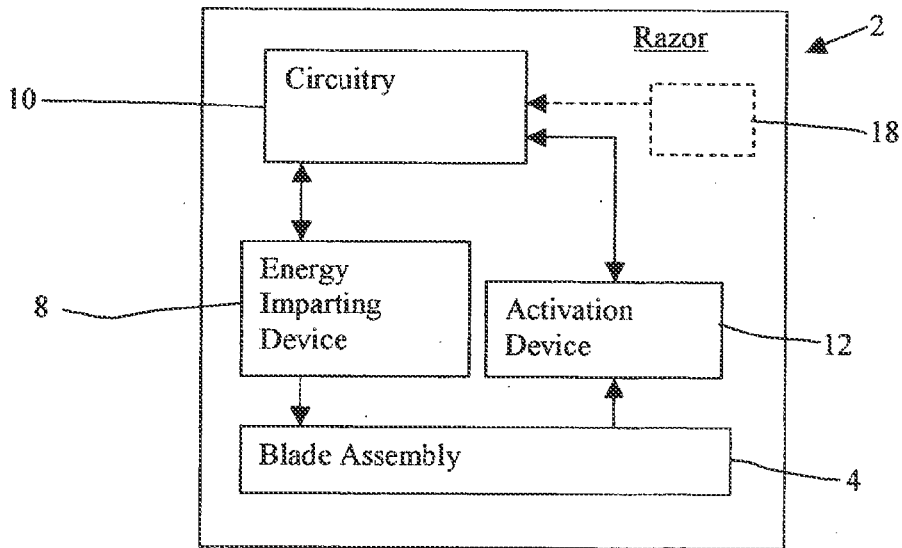 Razor
2
Circuitry
10
18
Energy
Imparting
Device
8
Activation
Device
12
Blade Assembly
4